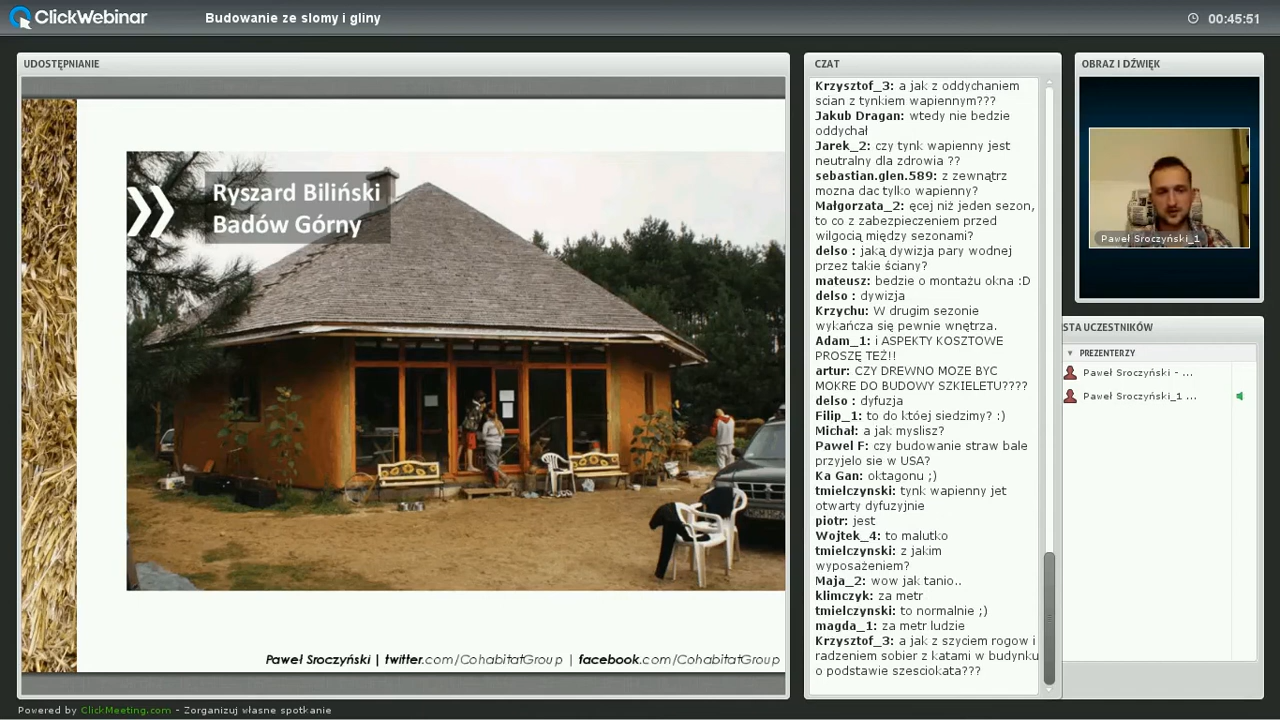 ClickWebinar
Budowanie ze slomy i gliny
00:45:51
UDOSTĘPNIANIE
Ryszard Biliński
Badów Górny
Paweł Sroczyński | twitter.com/CohabitatGroup | facebook.com/CohabitatGroup
CZAT
Krzysztof_3: a jak z oddychaniem
scian z tynkiem wapiennym???
Jakub Dragan: wtedy nie bedzie
oddychał
Jarek_2: czy tynk wapienny jest
neutralny dla zdrowia ??
sebastian.glen.589: z zewnątrz
mozna dac tylko wapienny?
Małgorzata_2: ęcej niż jeden sezon,
to co z zabezpieczeniem przed
wilgocią między sezonami?
delso : jaką dywizja pary wodnej
przez takie ściany?
mateusz: bedzie o montażu okna :D
delso : dywizja
Krzychu: W drugim sezonie
wykańcza się pewnie wnętrza.
Adam_1: i ASPEKTY KOSZTOWE
PROSZĘ TEŻ!!
artur: CZY DREWNO MOZE BYC
MOKRE DO BUDOWY SZKIELETU????
delso : dyfuzja
Filip_1: to do któej siedzimy? :)
Michał: a jak myslisz?
Pawel F: czy budowanie straw bale
przyjelo sie w USA?
Ka Gan: oktagonu ;)
tmielczynski: tynk wapienny jet
otwarty dyfuzyjnie
piotr: jest
Wojtek_4: to malutko
tmielczynski: z jakim
wyposażeniem?
Maja_2: wow jak tanio..
klimczyk: za metr
tmielczynski: to normalnie ;)
magda_1: za metr ludzie
Krzysztof_3: a jak z szyciem rogow i
radzeniem sobier z katami w budynku
o podstawie szesciokata???
OBRAZ I DŹWIĘK
Paweł Sroczyński_1
STA UCZESTNIKÓW
PREZENTERZY
Paweł Sroczyński - ...
Paweł Sroczyński_1 ...
Powered by ClickMeeting.com - Zorganizuj własne spotkanie